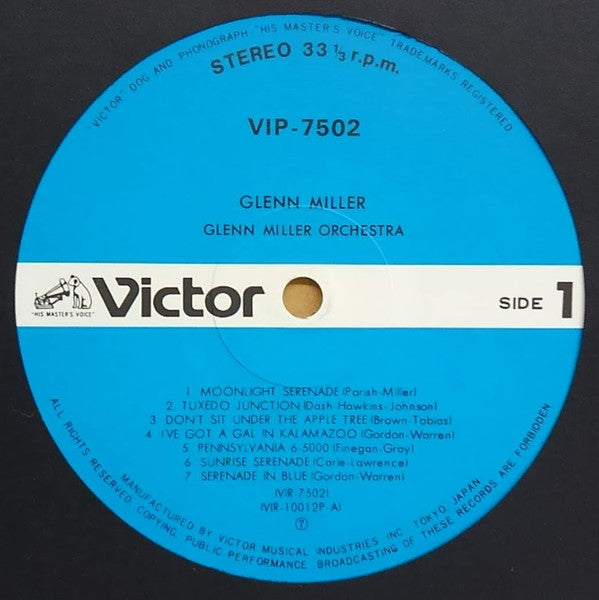 "VICTOR" DOG AND PHONOGRAPH "HIS MASTER'S VOICE" TRADEMARKS REGISTERED
STEREO 33 1/3 r.p.m.
VIP-7502
GLENN MILLER
GLENN MILLER ORCHESTRA
"HIS MASTER'S VOICE"
Victor
SIDE 1
1 MOONLIGHT SERENADE (Parish-Miller)
2. TUXEDO JUNCTION (Dash-Hawkins-Johnson)
3 DON'T SIT UNDER THE APPLE TREE (Brown-Tobias)
4 I'VE GOT A GAL IN KALAMAZOO (Gordon-Warren)
5 PENNSYLVANIA 6-5000 (Finegan-Gray)
6 SUNRISE SERENADE (Carle-Lawrence)
7 SERENADE IN BLUE (Gordon-Warren)
(VIR-7502)
(VIR-10012P-A)
MANUFACTURED BY VICTOR MUSICAL INDUSTRIES INC. TOKYO JAPAN
ALL RIGHTS RESERVED. COPYING, PUBLIC PERFORMANCE BROADCASTING OF THESE RECORDS ARE FORBIDDEN